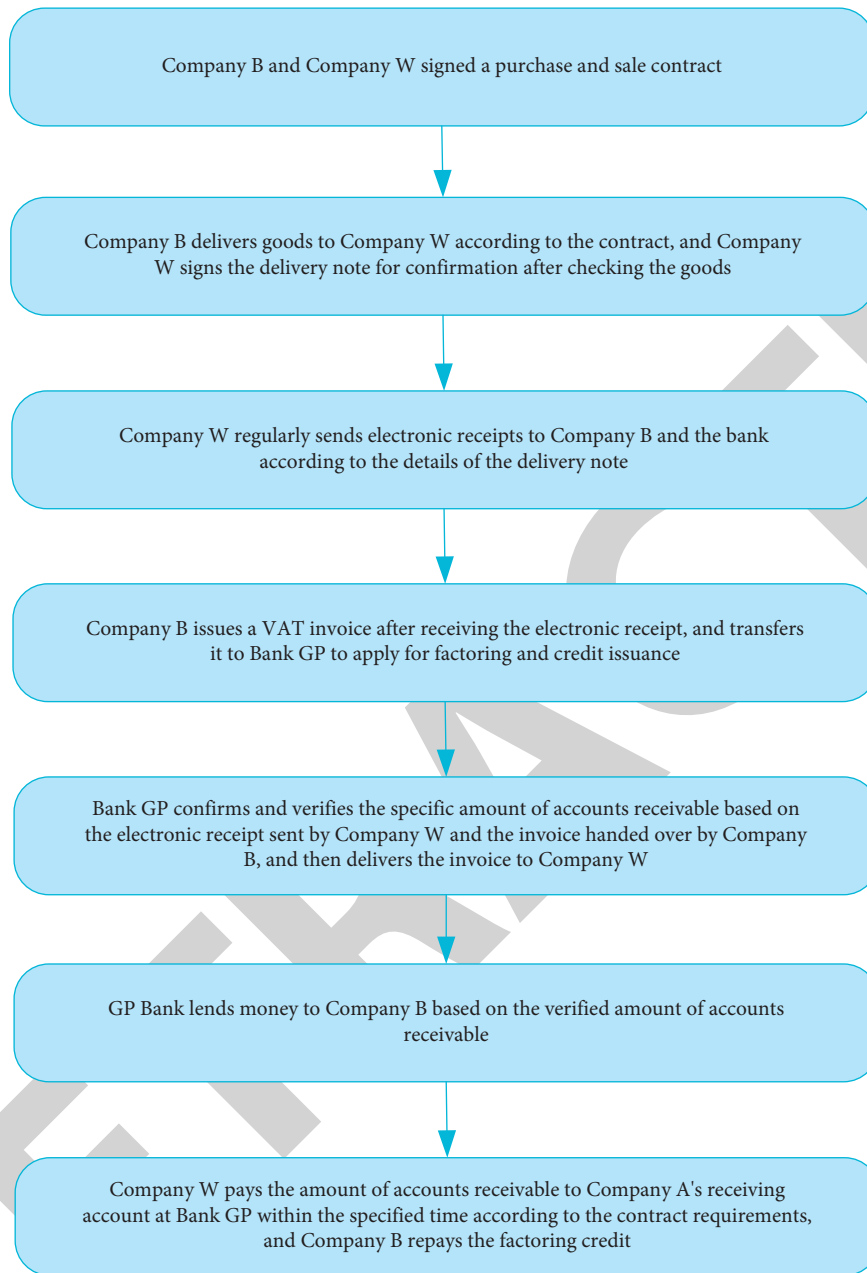 Company B and Company W signed a purchase and sale contract
Company B delivers goods to Company W according to the contract, and Company
W signs the delivery note for confirmation after checking the goods
Company W regularly sends electronic receipts to Company B and the bank
according to the details of the delivery note
Company B issues a VAT invoice after receiving the electronic receipt, and transfers
it to Bank GP to apply for factoring and credit issuance
Bank GP confirms and verifies the specific amount of accounts receivable based on
the electronic receipt sent by Company W and the invoice handed over by Company
B, and then delivers the invoice to Company W
GP Bank lends money to Company B based on the verified amount of accounts
receivable
Company W pays the amount of accounts receivable to Company A's receiving
account at Bank GP within the specified time according to the contract requirements,
and Company B repays the factoring credit